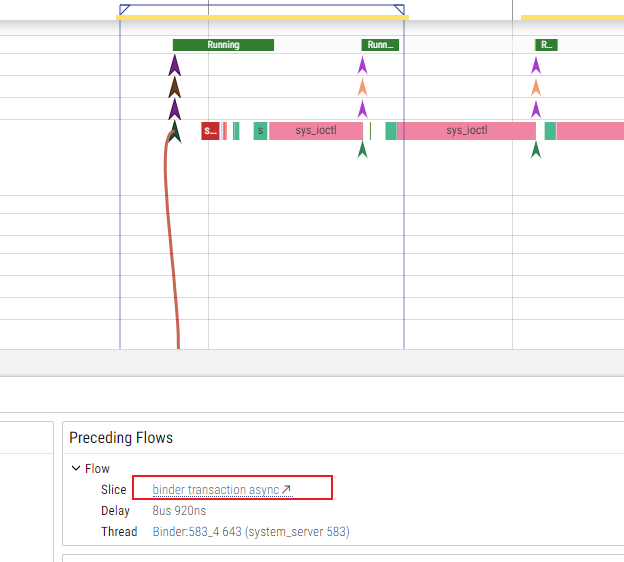 Running
Runn...
R...
s...
s
sys_ioctl
sys_ioctl
Preceding Flows
Flow
Slice binder transaction async
Delay 8us 920ns
Thread Binder:583_4 643 (system_server 583)